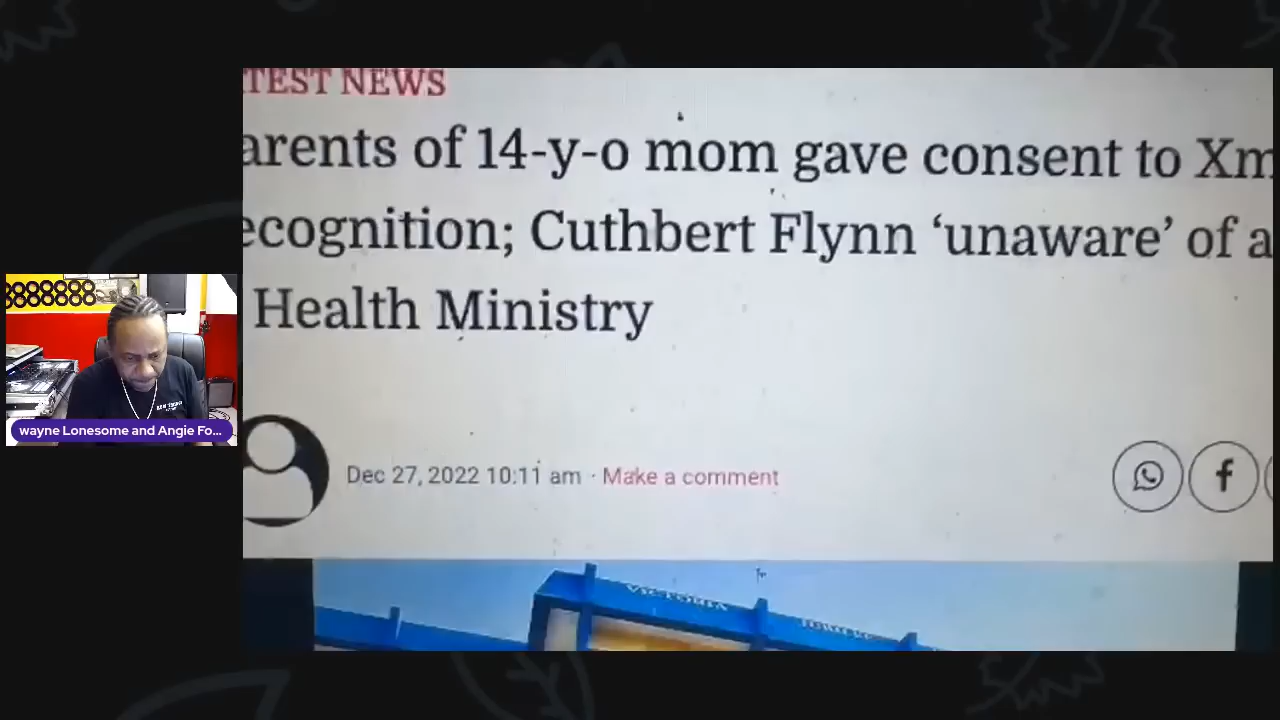 TEST NEWS
arents of 14-y-o mom gave consent to Xm
ecognition; Cuthbert Flynn ‘unaware’ of a
Health Ministry
Dec 27, 2022 10:11 am · Make a comment
VICTORIA
wayne Lonesome and Angie Fo...